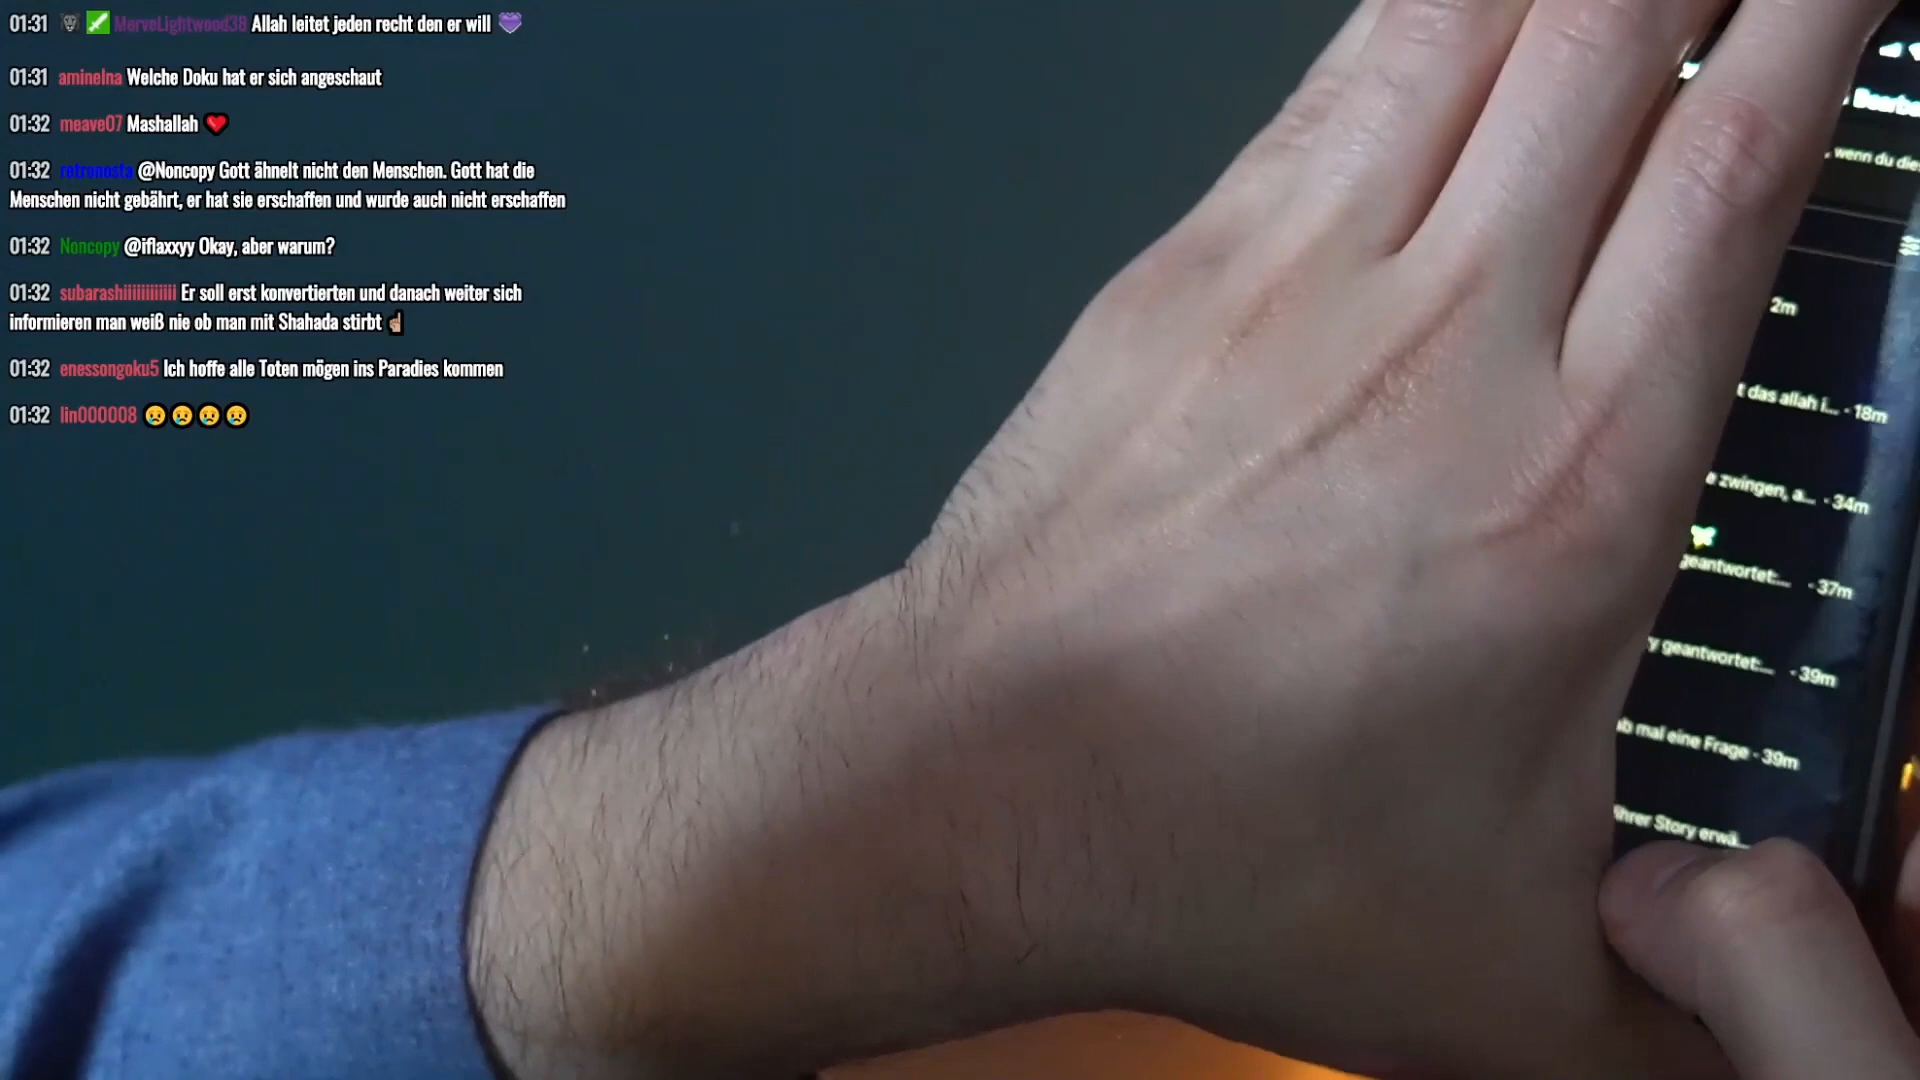 01:31 MerveLightwood38 Allah leitet jeden recht den er will 💜
01:31 aminelna Welche Doku hat er sich angeschaut
01:32 meave07 Mashallah ❤️
01:32 retronosta @Noncopy Gott ähnelt nicht den Menschen. Gott hat die
Menschen nicht gebährt, er hat sie erschaffen und wurde auch nicht erschaffen
01:32 Noncopy @iflaxxyy Okay, aber warum?
01:32 subarashiiiiiiiiiiiii Er soll erst konvertierten und danach weiter sich
informieren man weiß nie ob man mit Shahada stirbt ☝🏽
01:32 enessongoku5 Ich hoffe alle Toten mögen ins Paradies kommen
01:32 lin000008 😥😥😥😥
, wenn du die
2m
t das allah i... · 18m
e zwingen, a... · 34m
geantwortet:... · 37m
y geantwortet:... · 39m
ab mal eine Frage · 39m
ihrer Story erwä...